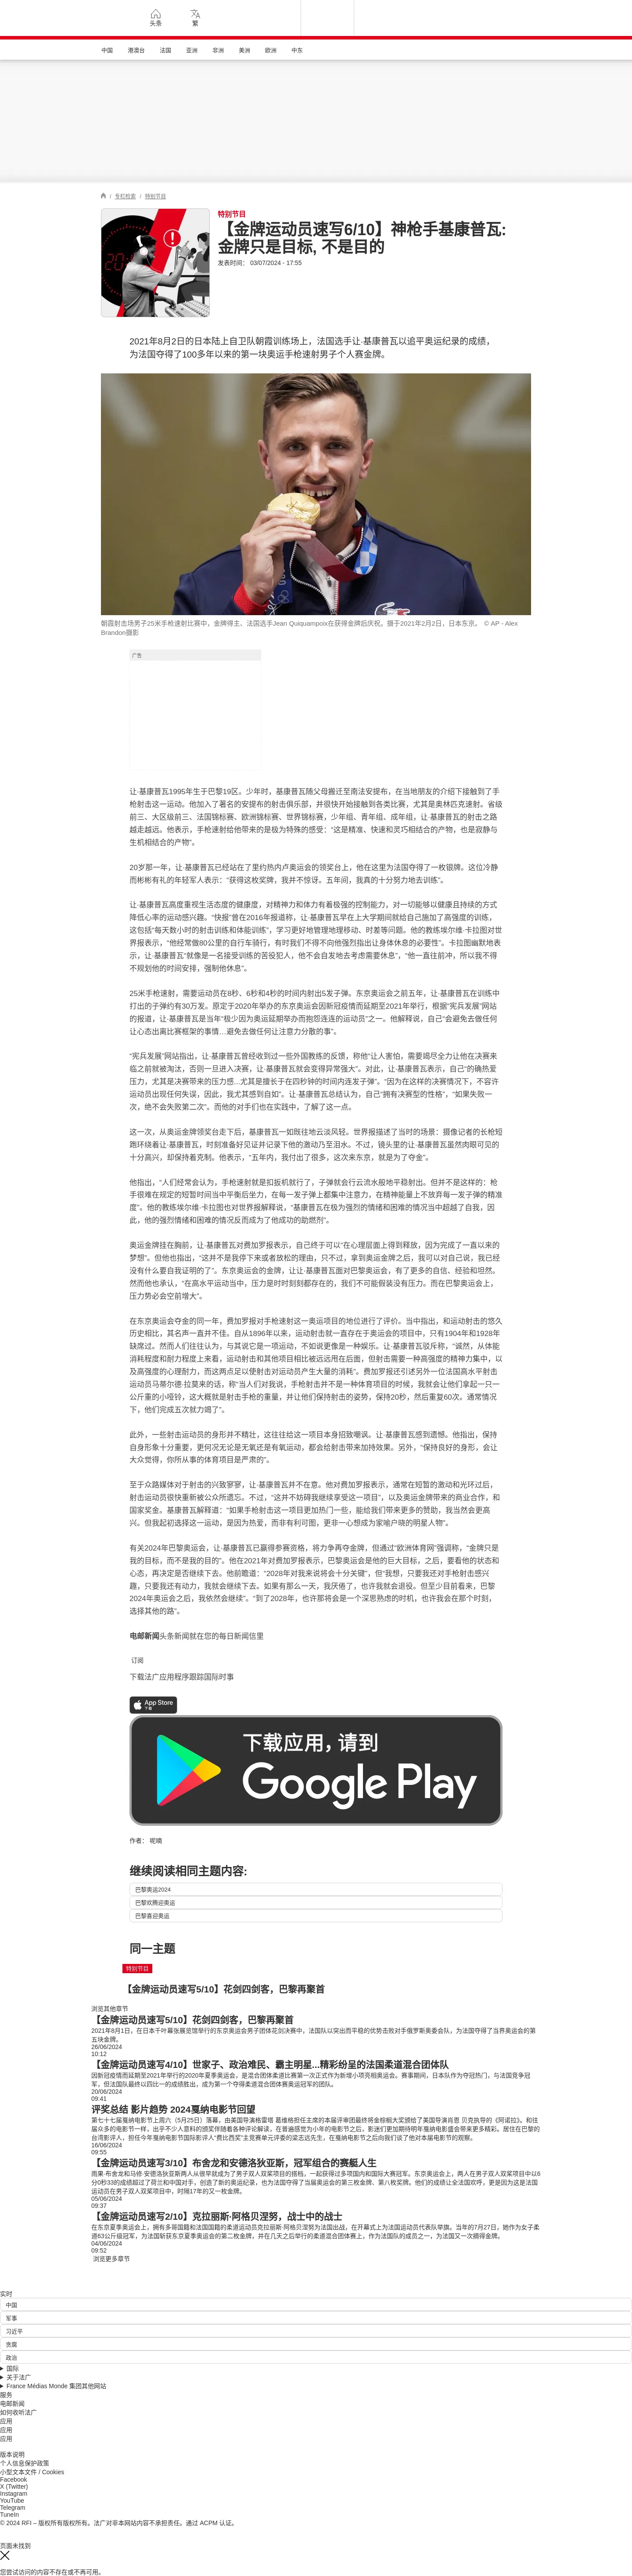 头条
繁
中国 港澳台 法国 亚洲 非洲 美洲 欧洲 中东
/ 专栏检索 / 特别节目
特别节目
【金牌运动员速写6/10】神枪手基康普瓦:
金牌只是目标, 不是目的
发表时间： 03/07/2024 - 17:55
2021年8月2日的日本陆上自卫队朝霞训练场上，法国选手让·基康普瓦以追平奥运纪录的成绩，
为法国夺得了100多年以来的第一块奥运手枪速射男子个人赛金牌。
朝霞射击场男子25米手枪速射比赛中，金牌得主、法国选手Jean Quiquampoix在获得金牌后庆祝。摄于2021年2月2日，日本东京。 © AP - Alex
Brandon摄影
广告
让·基康普瓦1995年生于巴黎19区。少年时，基康普瓦随父母搬迁至南法安提布，在当地朋友的介绍下接触到了手
枪射击这一运动。他加入了著名的安提布的射击俱乐部，并很快开始接触到各类比赛，尤其是奥林匹克速射。省级
前三、大区级前三、法国锦标赛、欧洲锦标赛、世界锦标赛，少年组、青年组、成年组，让·基康普瓦的射击之路
越走越远。他表示，手枪速射给他带来的是极为特殊的感受：“这是精准、快速和灵巧相结合的产物，也是寂静与
生机相结合的产物”。
20岁那一年，让·基康普瓦已经站在了里约热内卢奥运会的领奖台上，他在这里为法国夺得了一枚银牌。这位冷静
而彬彬有礼的年轻军人表示：“获得这枚奖牌，我并不惊讶。五年间，我真的十分努力地去训练”。
让·基康普瓦高度重视生活态度的健康度，对精神力和体力有着极强的控制能力，对一切能够以健康且持续的方式
降低心率的运动感兴趣。“快报”曾在2016年报道称，让·基康普瓦早在上大学期间就给自己施加了高强度的训练，
这包括“每天数小时的射击训练和体能训练”，学习更好地管理地理移动、时差等问题。他的教练埃尔维·卡拉图对世
界报表示，“他经常做80公里的自行车骑行，有时我们不得不向他强烈指出让身体休息的必要性”。卡拉图幽默地表
示，让·基康普瓦“就像是一名接受训练的苦役犯人，他不会自发地去考虑需要休息”，“他一直往前冲，所以我不得
不规划他的时间安排，强制他休息”。
25米手枪速射，需要运动员在8秒、6秒和4秒的时间内射出5发子弹。东京奥运会之前五年，让·基康普瓦在训练中
打出的子弹约有30万发。原定于2020年举办的东京奥运会因新冠疫情而延期至2021年举行，根据“宪兵发展”网站
的报道，让·基康普瓦是当年“极少因为奥运延期举办而抱怨连连的运动员”之一。他解释说，自己“会避免去做任何
让心态出离比赛框架的事情…避免去做任何让注意力分散的事”。
“宪兵发展”网站指出，让·基康普瓦曾经收到过一些外国教练的反馈，称他“让人害怕，需要竭尽全力让他在决赛来
临之前就被淘汰，否则一旦进入决赛，让·基康普瓦就会变得异常强大”。对此，让·基康普瓦表示，自己“的确热爱
压力，尤其是决赛带来的压力感...尤其是擅长于在四秒钟的时间内连发子弹”。“因为在这样的决赛情况下，不容许
运动员出现任何失误，因此，我尤其感到自如”。让·基康普瓦总结认为，自己“拥有决赛型的性格”，“如果失败一
次，他不会失败第二次”。而他的对手们也在实践中，了解了这一点。
这一次，从奥运金牌领奖台走下后，基康普瓦一如既往地云淡风轻。世界报描述了当时的场景：摄像记者的长枪短
跑环绕着让·基康普瓦，时刻准备好见证并记录下他的激动乃至泪水。不过，镜头里的让·基康普瓦虽然肉眼可见的
十分高兴，却保持着克制。他表示，“五年内，我付出了很多，这次来东京，就是为了夺金”。
他指出，“人们经常会认为，手枪速射就是扣扳机就行了，子弹就会行云流水般地平稳射出。但并不是这样的：枪
手很难在规定的短暂时间当中平衡后坐力，在每一发子弹上都集中注意力，在精神能量上不放弃每一发子弹的精准
度”。他的教练埃尔维·卡拉图也对世界报解释说，“基康普瓦在极为强烈的情绪和困难的情况当中超越了自我，因
此，他的强烈情绪和困难的情况反而成为了他成功的助燃剂”。
奥运金牌挂在胸前，让·基康普瓦对费加罗报表示，自己终于可以“在心理层面上得到释放，因为完成了一直以来的
梦想”。但他也指出，“这并不是我停下来或者放松的理由，只不过，拿到奥运金牌之后，我可以对自己说，我已经
没有什么要自我证明的了”。东京奥运会的金牌，让让·基康普瓦面对巴黎奥运会，有了更多的自信、经验和坦然。
然而他也承认，“在高水平运动当中，压力是时时刻刻都存在的，我们不可能假装没有压力。而在巴黎奥运会上，
压力势必会空前增大”。
在东京奥运会夺金的同一年，费加罗报对手枪速射这一奥运项目的地位进行了评价。当中指出，和运动射击的悠久
历史相比，其名声一直并不佳。自从1896年以来，运动射击就一直存在于奥运会的项目中，只有1904年和1928年
缺席过。然而人们往往认为，与其说它是一项运动，不如说更像是一种娱乐。让·基康普瓦驳斥称，“诚然，从体能
消耗程度和耐力程度上来看，运动射击和其他项目相比被远远甩在后面，但射击需要一种高强度的精神力集中，以
及高强度的心理耐力，而这两点足以使射击对运动员产生大量的消耗”。费加罗报还引述另外一位法国高水平射击
运动员马蒂尔德·拉莫来的话，称“当人们对我说，手枪射击并不是一种体育项目的时候，我就会让他们拿起一只一
公斤重的小哑铃，这大概就是射击手枪的重量，并让他们保持射击的姿势，保持20秒，然后重复60次。通常情况
下，他们完成五次就力竭了”。
此外，一些射击运动员的身形并不精壮，这往往给这一项目本身招致嘲讽。让·基康普瓦感到遗憾。他指出，保持
自身形象十分重要，更何况无论是无氧还是有氧运动，都会给射击带来加持效果。另外，“保持良好的身形，会让
大众觉得，你所从事的体育项目是严肃的”。
至于众路媒体对于射击的兴致寥寥，让·基康普瓦并不在意。他对费加罗报表示，通常在短暂的激动和光环过后，
射击运动员很快重新被公众所遗忘。不过，“这并不妨碍我继续享受这一项目”，以及奥运金牌带来的商业合作，和
国家奖金。基康普瓦解释道：“如果手枪射击这一项目更加热门一些，能给我们带来更多的赞助，我当然会更高
兴。但我起初选择这一运动，是因为热爱，而非有利可图，更非一心想成为家喻户晓的明星人物”。
有关2024年巴黎奥运会，让·基康普瓦已赢得参赛资格，将力争再夺金牌，但通过“欧洲体育网”强调称，“金牌只是
我的目标，而不是我的目的”。他在2021年对费加罗报表示，巴黎奥运会是他的巨大目标，之后，要看他的状态和
心态，再决定是否继续下去。他前瞻道：“2028年对我来说将会十分关键”，但“我想，只要我还对手枪射击感兴
趣，只要我还有动力，我就会继续下去。如果有那么一天，我厌倦了，也许我就会退役。但至少目前看来，巴黎
2024年奥运会之后，我依然会继续”。“到了2028年，也许那将会是一个深思熟虑的时机，也许我会在那个时刻，
选择其他的路”。
电邮新闻头条新闻就在您的每日新闻信里
订阅
下载法广应用程序跟踪国际时事
App Store
下载
下载应用，请到
Google Play
作者： 呢喃
继续阅读相同主题内容:
巴黎奥运2024
巴黎欢腾迎奥运
巴黎喜迎奥运
同一主题
特别节目
【金牌运动员速写5/10】花剑四剑客，巴黎再聚首
浏览其他章节
【金牌运动员速写5/10】花剑四剑客，巴黎再聚首
2021年8月1日，在日本千叶幕张展览馆举行的东京奥运会男子团体花剑决赛中，法国队以突出而平稳的优势击败对手俄罗斯奥委会队，为法国夺得了当界奥运会的第
五块金牌。
26/06/2024
10:12
【金牌运动员速写4/10】世家子、政治难民、霸主明星...精彩纷呈的法国柔道混合团体队
因新冠疫情而延期至2021年举行的2020年夏季奥运会，是混合团体柔道比赛第一次正式作为新增小项亮相奥运会。赛事期间，日本队作为夺冠热门，与法国竞争冠
军，但法国队最终以四比一的成绩胜出，成为第一个夺得柔道混合团体赛奥运冠军的团队。
20/06/2024
09:41
评奖总结 影片趋势 2024戛纳电影节回望
第七十七届戛纳电影节上周六（5月25日）落幕，由美国导演格蕾塔·葛维格担任主席的本届评审团最终将金棕榈大奖颁给了美国导演肖恩·贝克执导的《阿诺拉》。和往
届众多的电影节一样，出乎不少人意料的颁奖伴随着各种评论解读，在普遍感觉为小年的电影节之后，影迷们更加期待明年戛纳电影盛会带来更多精彩。居住在巴黎的
台湾影评人，担任今年戛纳电影节国际影评人“费比西奖”主竞赛单元评委的梁志远先生，在戛纳电影节之后向我们谈了他对本届电影节的观察。
16/06/2024
09:55
【金牌运动员速写3/10】布舍龙和安德洛狄亚斯，冠军组合的赛艇人生
雨果·布舍龙和马修·安德洛狄亚斯两人从很早就成为了男子双人双桨项目的搭档，一起获得过多项国内和国际大赛冠军。东京奥运会上，两人在男子双人双桨项目中以6
分0秒33的成绩超过了荷兰和中国对手，创造了新的奥运纪录，也为法国夺得了当届奥运会的第三枚金牌、第八枚奖牌。他们的成绩让全法国欢呼，更是因为这是法国
运动员在男子双人双桨项目中，时隔17年的又一枚金牌。
05/06/2024
09:37
【金牌运动员速写2/10】克拉丽斯·阿格贝涅努，战士中的战士
在东京夏季奥运会上，拥有多哥国籍和法国国籍的柔道运动员克拉丽斯·阿格贝涅努为法国出战，在开幕式上为法国运动员代表队举旗。当年的7月27日，她作为女子柔
道63公斤级冠军，为法国斩获东京夏季奥运会的第二枚金牌，并在几天之后举行的柔道混合团体赛上，作为法国队的成员之一，为法国又一次摘得金牌。
04/06/2024
09:52
浏览更多章节
实时
中国
军事
习近平
贪腐
政治
国际
关于法广
France Médias Monde 集团其他网站
服务
电邮新闻
如何收听法广
应用
应用
应用
版本说明
个人信息保护政策
小型文本文件 / Cookies
Facebook
X (Twitter)
Instagram
YouTube
Telegram
TuneIn
© 2024 RFI – 版权所有版权所有。法广对非本网站内容不承担责任。通过 ACPM 认证。
页面未找到
您尝试访问的内容不存在或不再可用。